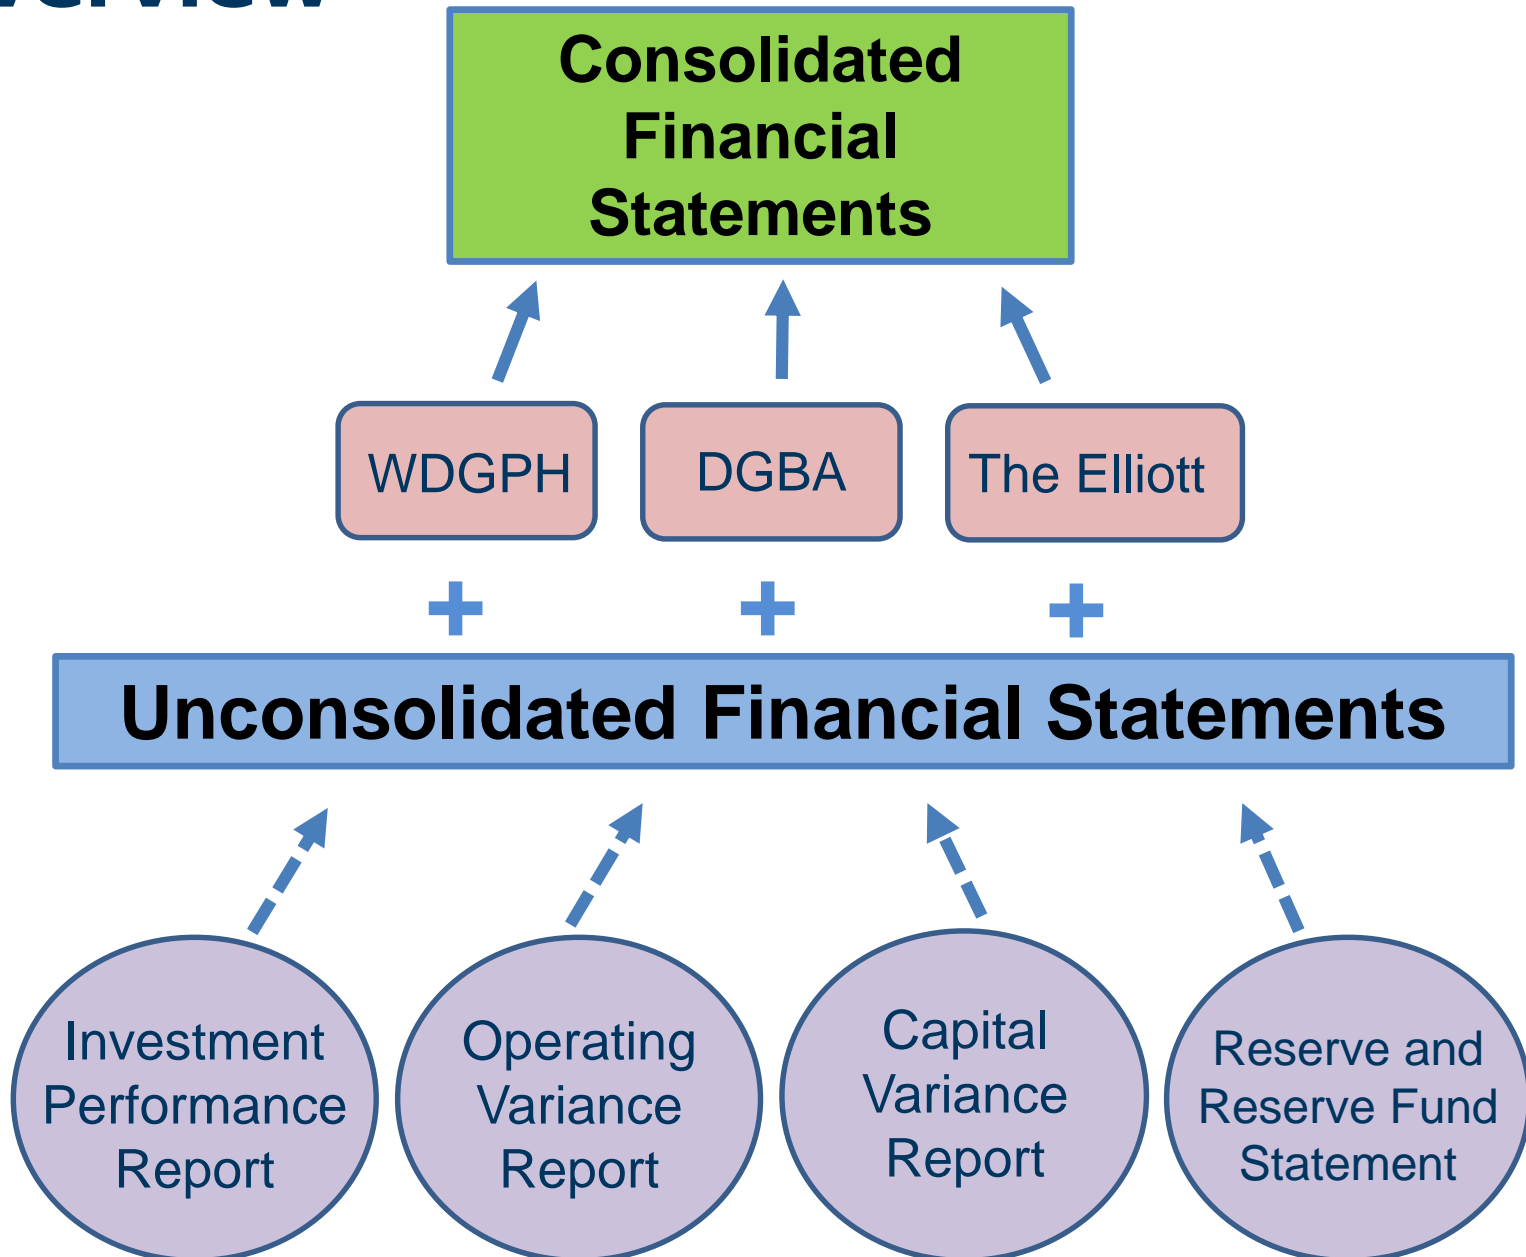 Consolidated
Financial
Statements
WDGPH
DGBA
The Elliott
Unconsolidated Financial Statements
Investment
Performance
Report
Operating
Variance
Report
Capital
Variance
Report
Reserve and
Reserve Fund
Statement